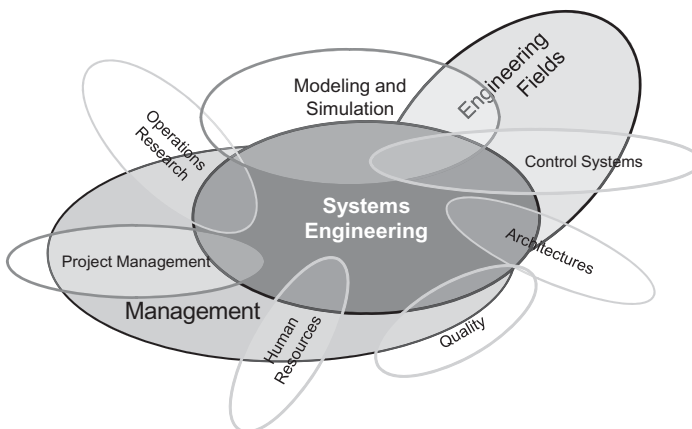 Engineering
Fields
Modeling and
Simulation
Operations
Research
Control Systems
Systems
Engineering
Architectures
Project Management
Management
Human
Resources
Quality